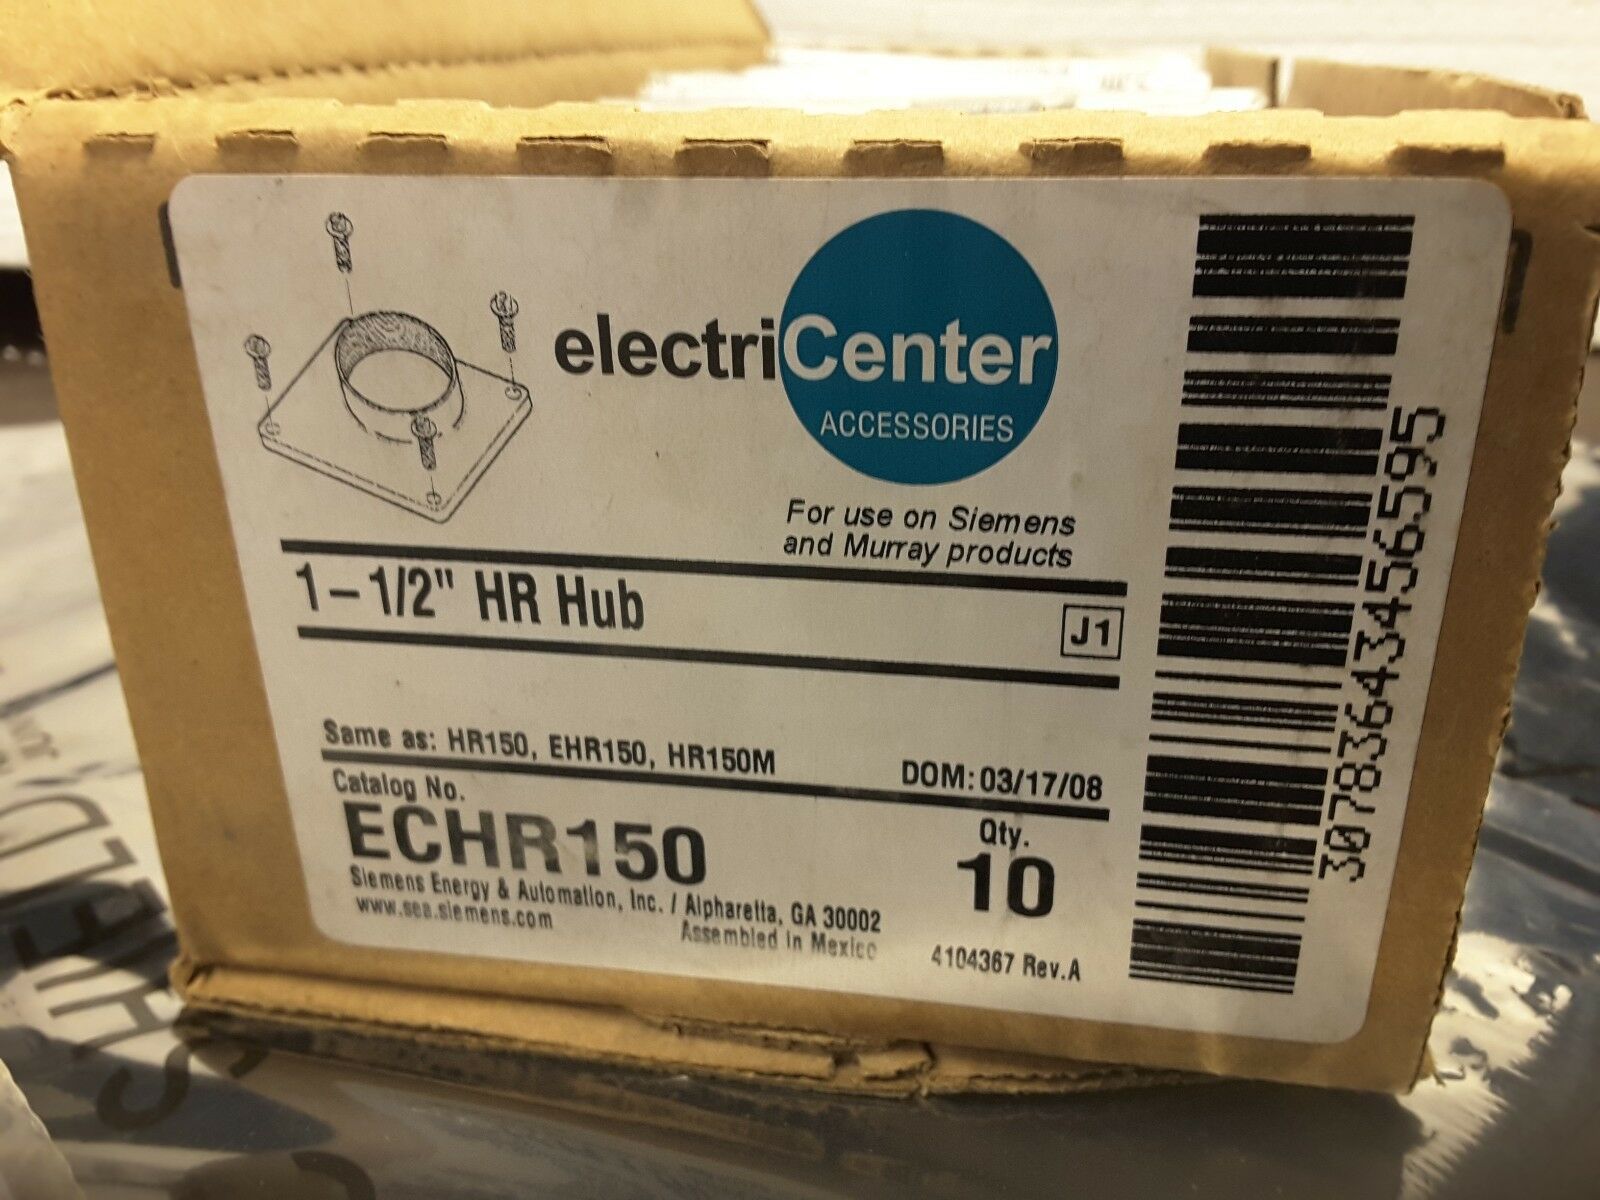 electriCenter
ACCESSORIES
For use on Siemens
and Murray products
1-1/2" HR Hub
J1
Same as: HR150, EHR150, HR150M
DOM: 03/17/08
Catalog No.
ECHR150
Qty.
10
Siemens Energy & Automation, Inc. / Alpharetta, GA 30002
www.sea.siemens.com
Assembled in Mexico
4104367 Rev.A
30783643456595